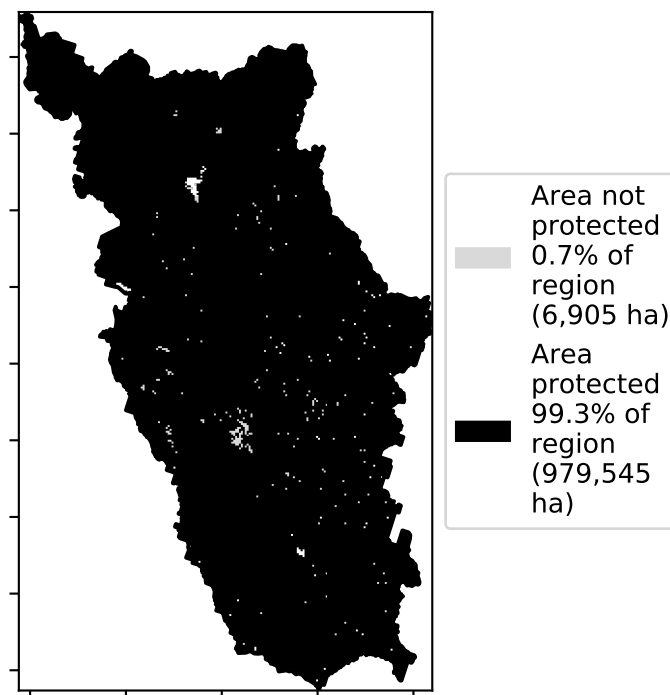 Area not
protected
0.7% of
region
(6,905 ha)
Area
protected
99.3% of
region
(979,545
ha)